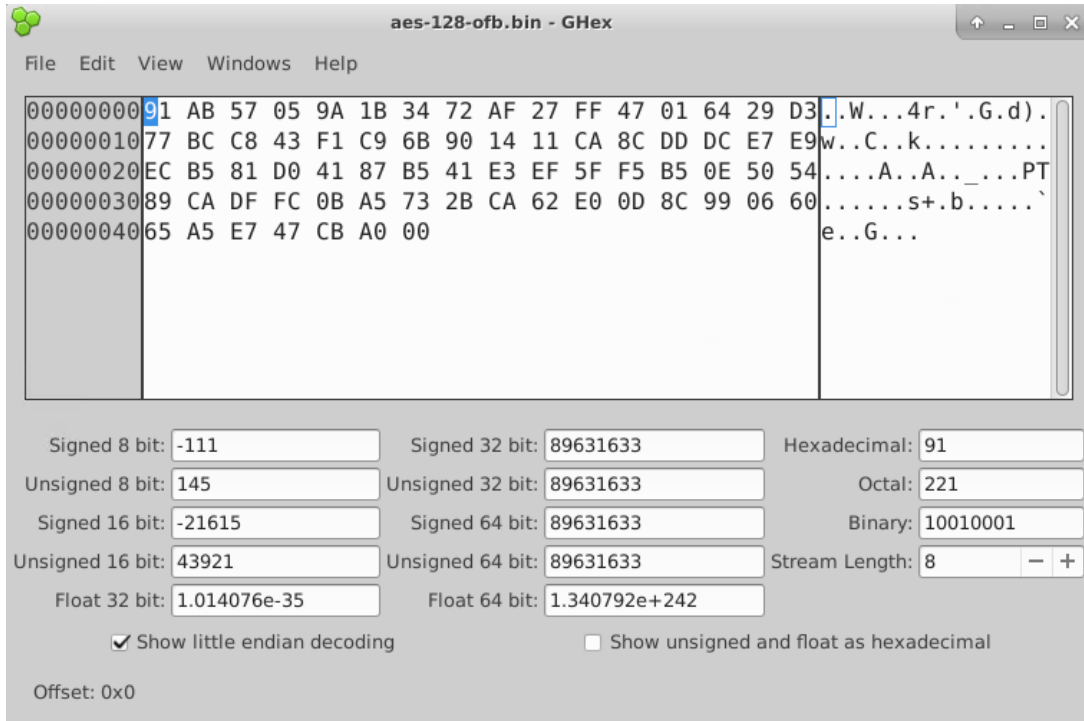 aes-128-ofb.bin - GHex
File Edit View Windows Help
00000000 91 AB 57 05 9A 1B 34 72 AF 27 FF 47 01 64 29 D3 ..W...4r.'.G.d).
00000010 77 BC C8 43 F1 C9 6B 90 14 11 CA 8C DD DC E7 E9 w..C..k.........
00000020 EC B5 81 D0 41 87 B5 41 E3 EF 5F F5 B5 0E 50 54 ....A..A.._...PT
00000030 89 CA DF FC 0B A5 73 2B CA 62 E0 0D 8C 99 06 60 ......s+.b.....`
00000040 65 A5 E7 47 CB A0 00 e..G...
Signed 8 bit: -111 Signed 32 bit: 89631633 Hexadecimal: 91
Unsigned 8 bit: 145 Unsigned 32 bit: 89631633 Octal: 221
Signed 16 bit: -21615 Signed 64 bit: 89631633 Binary: 10010001
Unsigned 16 bit: 43921 Unsigned 64 bit: 89631633 Stream Length: 8
Float 32 bit: 1.014076e-35 Float 64 bit: 1.340792e+242
Show little endian decoding Show unsigned and float as hexadecimal
Offset: 0x0